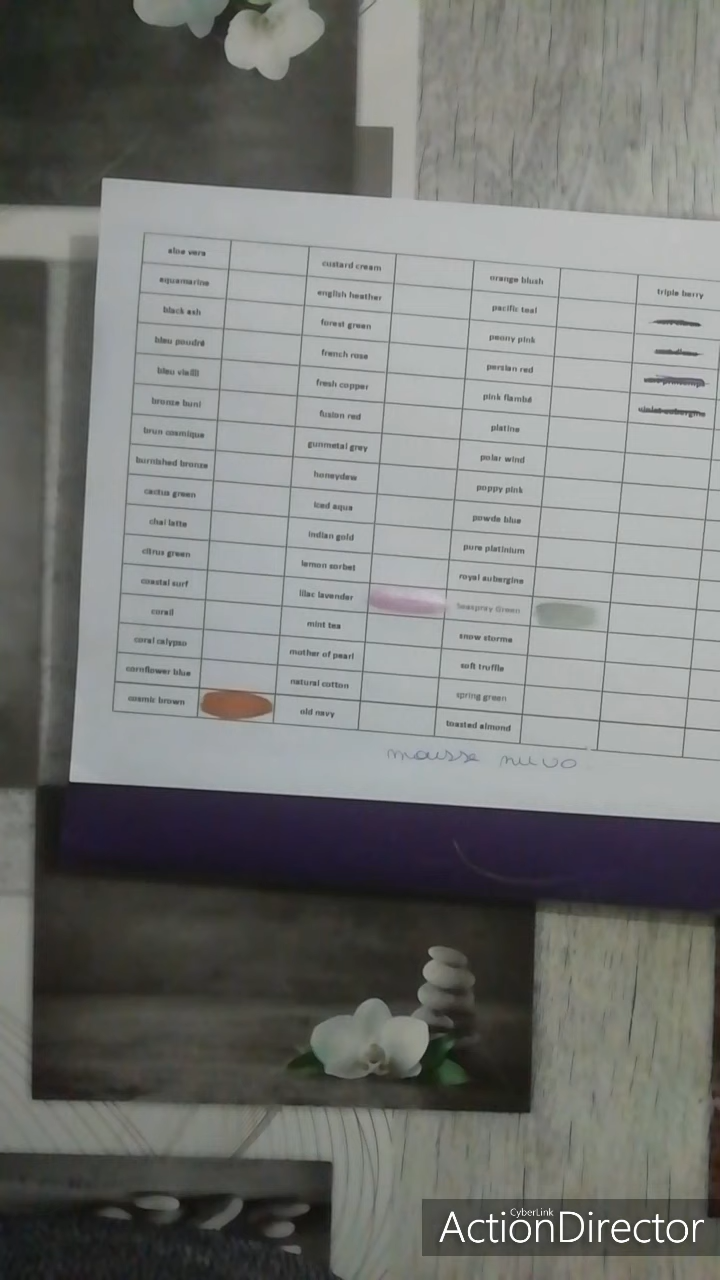 aloe vera
custard cream
orange blush
triple berry
aquamarine
english heather
pacific teal
black ash
forest green
peony pink
bleu poudré
french rose
persian red
bleu vieilli
fresh copper
pink flambé
bronze buni
fusion red
platine
violet aubergine
brun cosmique
gunmetal grey
polar wind
burnished bronze
honeydew
poppy pink
cactus green
iced aqua
powde blue
chai latte
indian gold
pure platinium
citrus green
lemon sorbet
royal aubergine
coastal surf
lilac lavender
Seaspray Green
corail
mint tea
snow storme
coral calypso
mother of pearl
soft truffle
cornflower blue
natural cotton
spring green
cosmic brown
old navy
toasted almond
mousse nuvo
CyberLink
ActionDirector